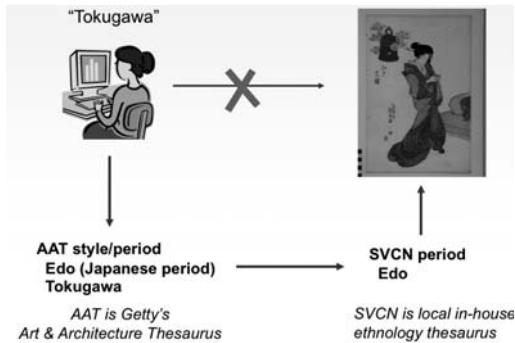 “Tokugawa”
AAT style/period
Edo (Japanese period)
Tokugawa
AAT is Getty’s
Art & Architecture Thesaurus
SVCN period
Edo
SVCN is local in-house
ethnology thesaurus